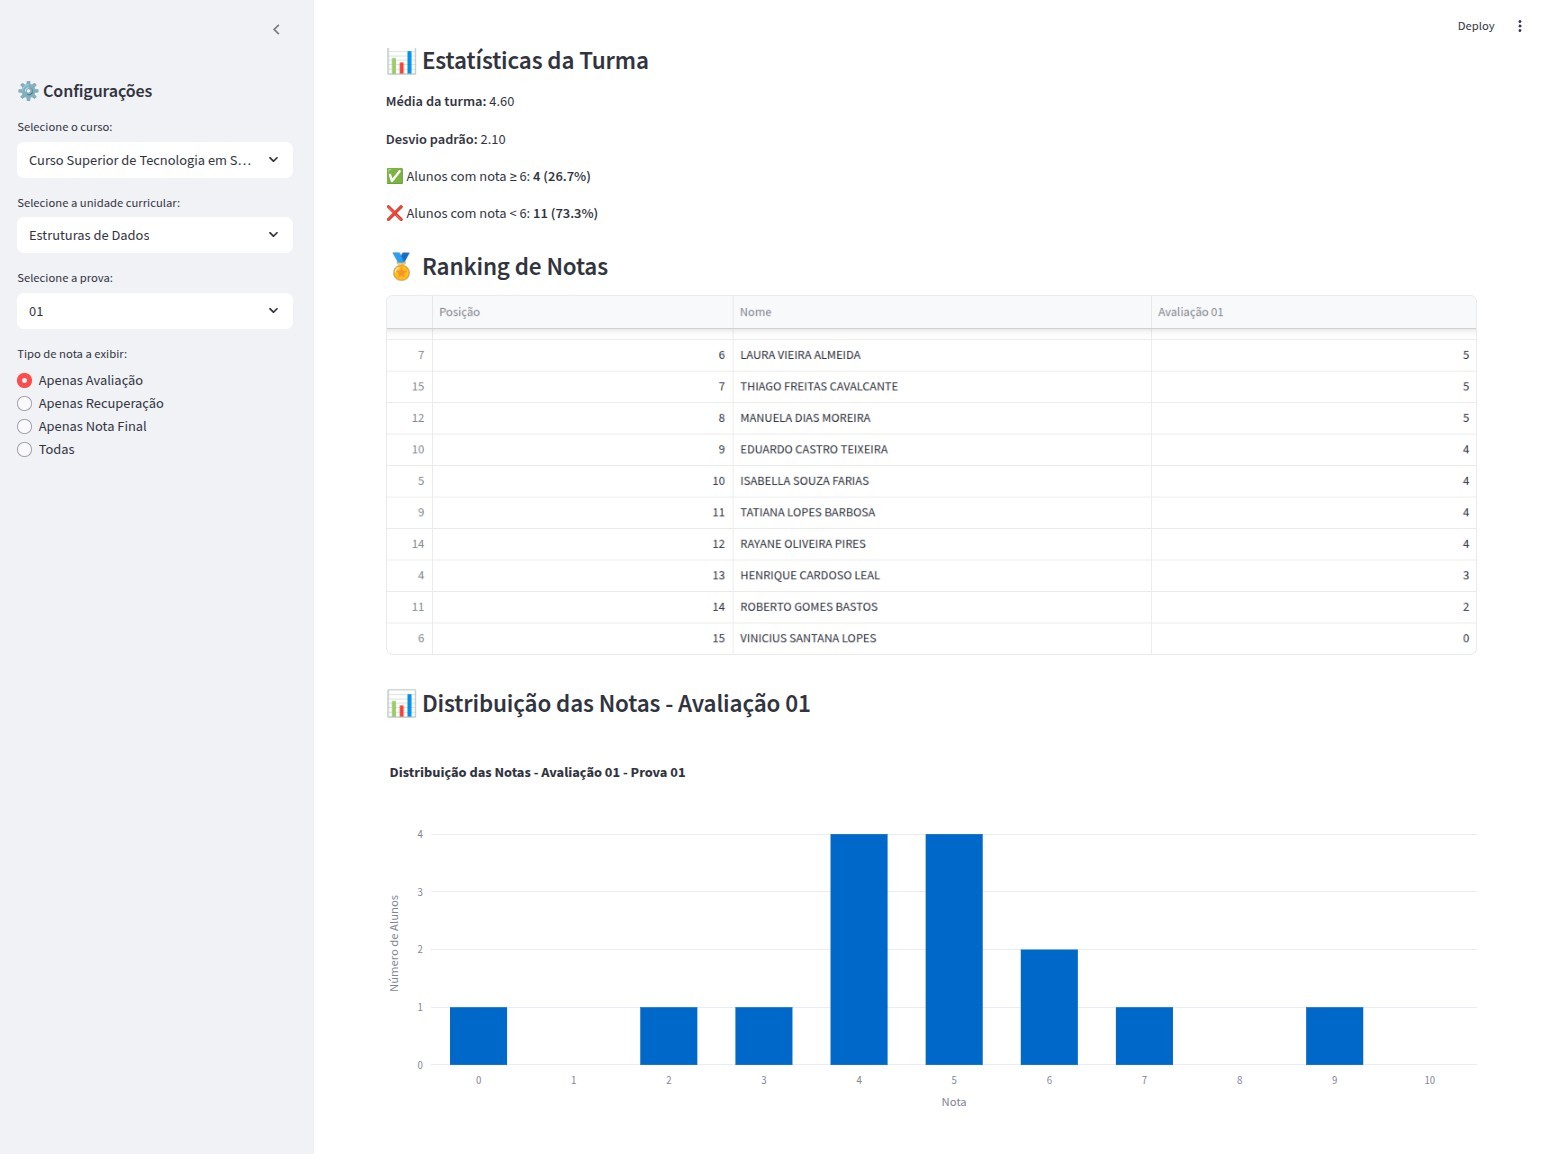 Deploy
⚙️ Configurações
Selecione o curso:
Curso Superior de Tecnologia em S...
Selecione a unidade curricular:
Estruturas de Dados
Selecione a prova:
01
Tipo de nota a exibir:
Apenas Avaliação
Apenas Recuperação
Apenas Nota Final
Todas
📊 Estatísticas da Turma
Média da turma: 4.60
Desvio padrão: 2.10
✅ Alunos com nota ≥ 6: 4 (26.7%)
❌ Alunos com nota < 6: 11 (73.3%)
🏅 Ranking de Notas
Posição Nome Avaliação 01
7 6 LAURA VIEIRA ALMEIDA 5
15 7 THIAGO FREITAS CAVALCANTE 5
12 8 MANUELA DIAS MOREIRA 5
10 9 EDUARDO CASTRO TEIXEIRA 4
5 10 ISABELLA SOUZA FARIAS 4
9 11 TATIANA LOPES BARBOSA 4
14 12 RAYANE OLIVEIRA PIRES 4
4 13 HENRIQUE CARDOSO LEAL 3
11 14 ROBERTO GOMES BASTOS 2
6 15 VINICIUS SANTANA LOPES 0
📊 Distribuição das Notas - Avaliação 01
Distribuição das Notas - Avaliação 01 - Prova 01
Número de Alunos
4
3
2
1
0
0 1 2 3 4 5 6 7 8 9 10
Nota